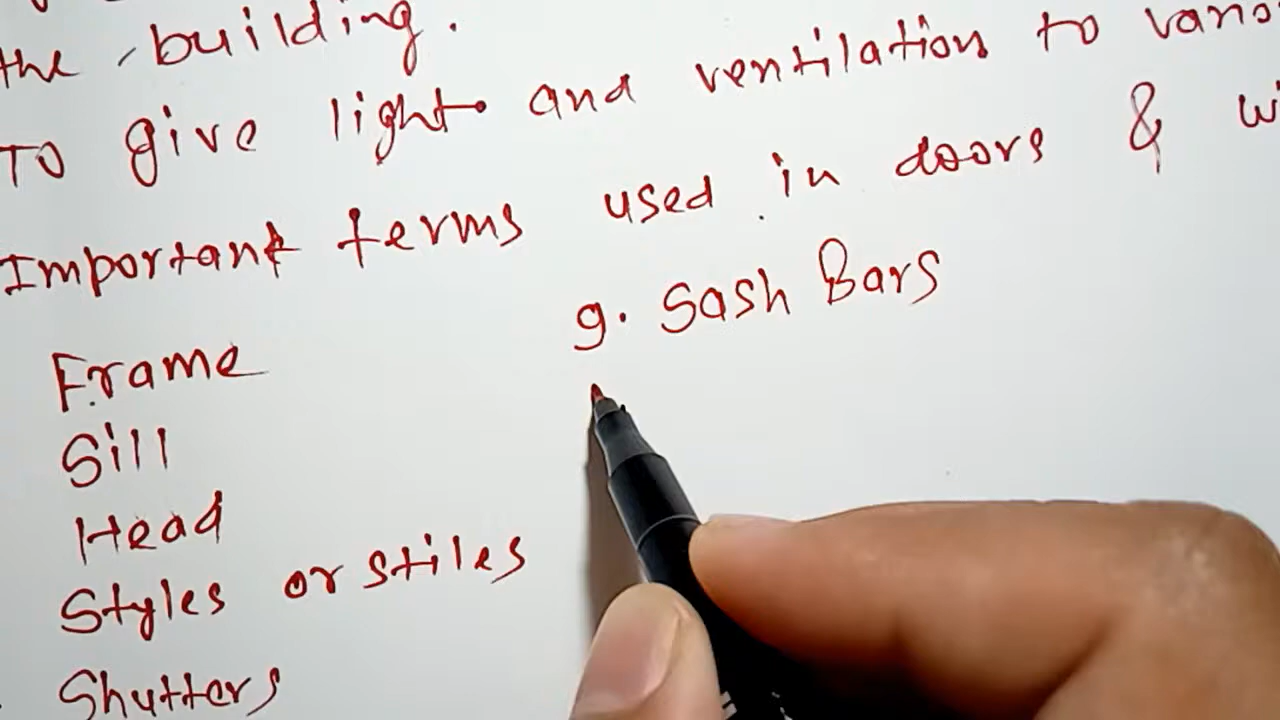 the building.
To give light and ventilation to
Important terms used in doors &
Frame
Sill
Head
Styles or stiles
Shutters
9. Sash Bars